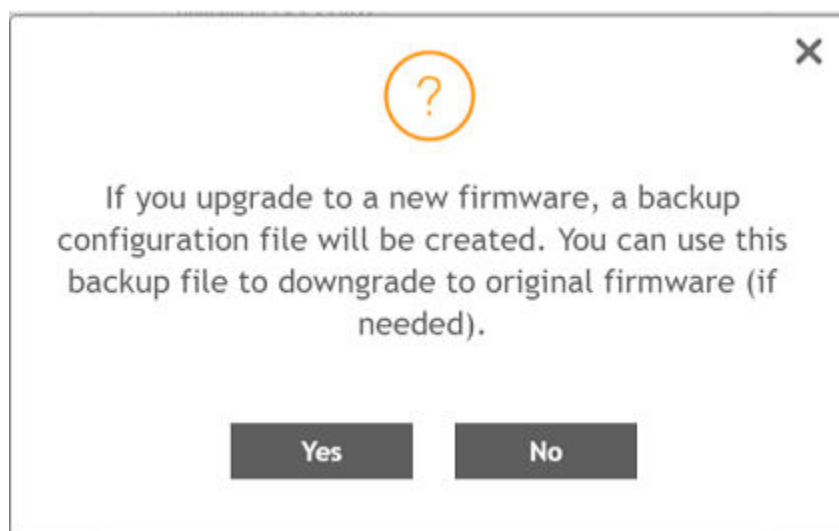 ?
If you upgrade to a new firmware, a backup
configuration file will be created. You can use this
backup file to downgrade to original firmware (if
needed).
Yes
No